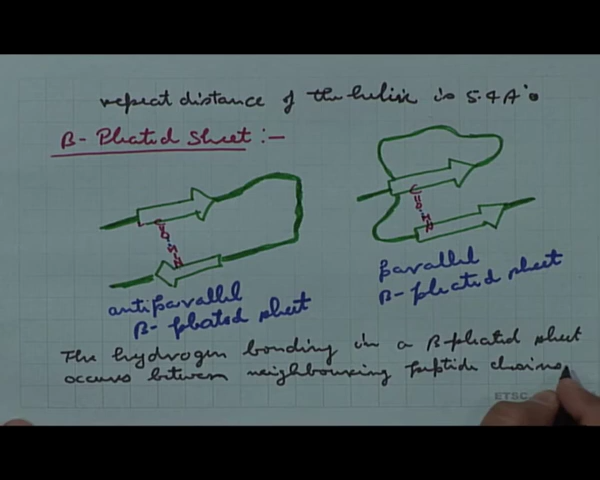 repeat distance of the helix is 5.4A°.
β- Pleated Sheet :-
C
O
H
N
C
O
H
N
antiparallel
β- pleated sheet
parallel
β- pleated sheet
The hydrogen bonding in a β-pleated sheet
occurs between neighbouring peptide chains
ETSC